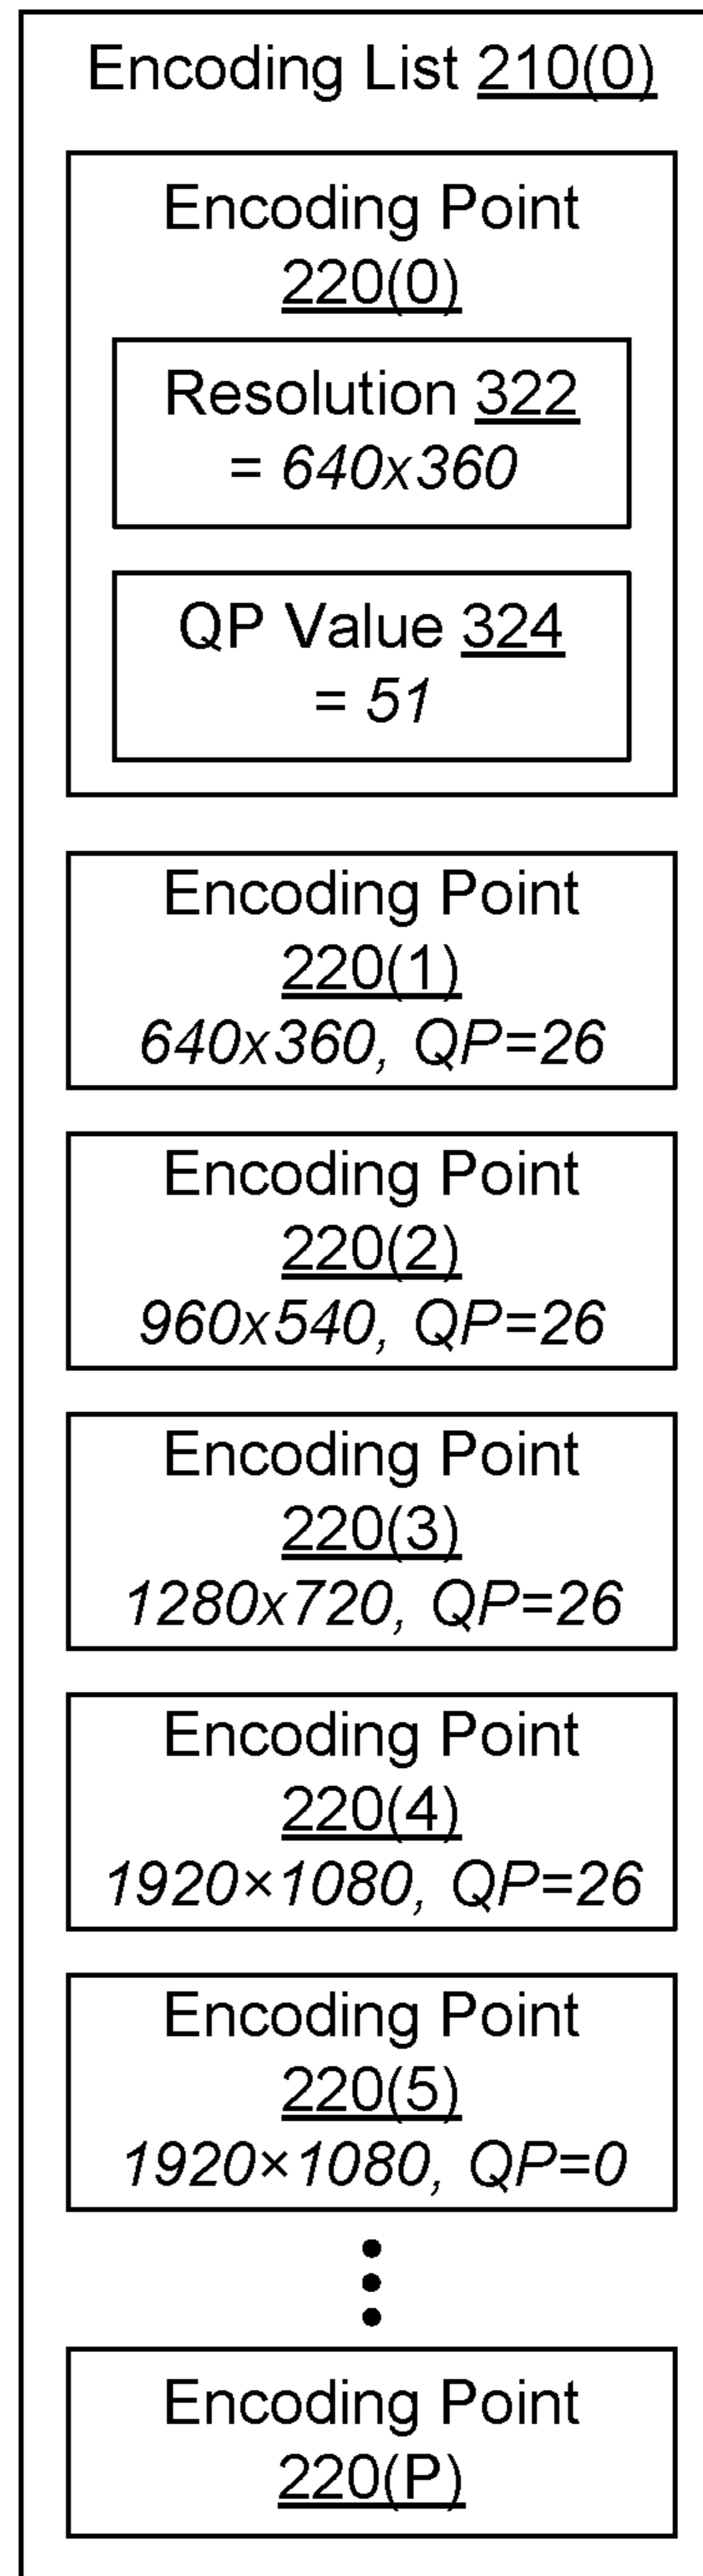 Encoding List 210(0)
Encoding Point
220(0)
Resolution 322
= 640x360
QP Value 324
= 51
Encoding Point
220(1)
640x360, QP=26
Encoding Point
220(2)
960x540, QP=26
Encoding Point
220(3)
1280x720, QP=26
Encoding Point
220(4)
1920×1080, QP=26
Encoding Point
220(5)
1920×1080, QP=0
Encoding Point
220(P)